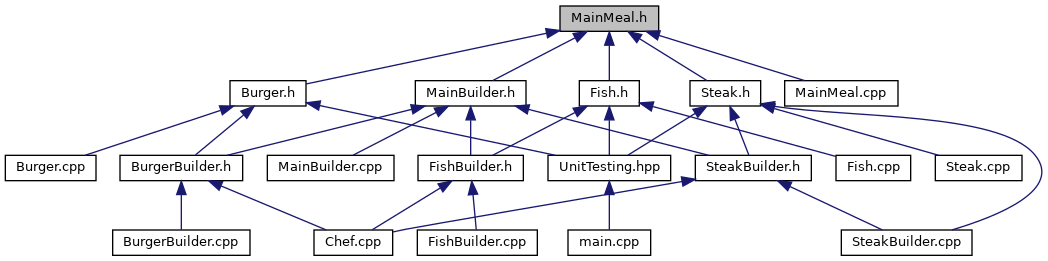 MainMeal.h
Burger.h
MainBuilder.h
Fish.h
Steak.h
MainMeal.cpp
Burger.cpp
BurgerBuilder.h
MainBuilder.cpp
FishBuilder.h
UnitTesting.hpp
SteakBuilder.h
Fish.cpp
Steak.cpp
BurgerBuilder.cpp
Chef.cpp
FishBuilder.cpp
main.cpp
SteakBuilder.cpp